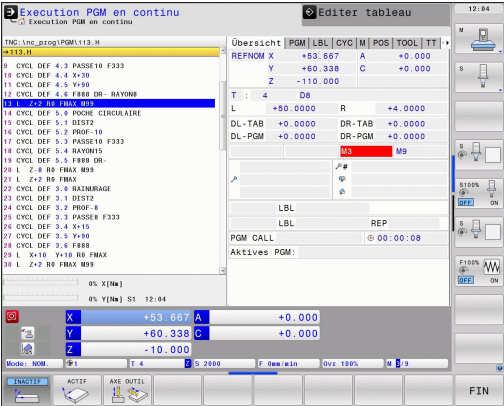 Execution PGM en continu
Execution PGM en continu
Editer tableau
12:04
TNC:\nc_prog\PGM\113.H
→113.H
9 CYCL DEF 4.3 PASSE10 F333
10 CYCL DEF 4.4 X+30
11 CYCL DEF 4.5 Y+90
12 CYCL DEF 4.6 F888 DR- RAYON8
13 L Z+2 R0 FMAX M99
14 CYCL DEF 5.0 POCHE CIRCULAIRE
15 CYCL DEF 5.1 DIST2
16 CYCL DEF 5.2 PROF-10
17 CYCL DEF 5.3 PASSE10 F333
18 CYCL DEF 5.4 RAYON15
19 CYCL DEF 5.5 F888 DR-
20 L Z-8 R0 FMAX M99
21 L Z+2 R0 FMAX
22 CYCL DEF 3.0 RAINURAGE
23 CYCL DEF 3.1 DIST2
24 CYCL DEF 3.2 PROF-8
25 CYCL DEF 3.3 PASSE8 F333
26 CYCL DEF 3.4 X+15
27 CYCL DEF 3.5 Y+90
28 CYCL DEF 3.6 F888
29 L X+10 Y+10 R0 FMAX
30 L Z+2 R0 FMAX M99
0% X[Nm]
0% Y[Nm] S1 12:04
Übersicht PGM LBL CYC M POS TOOL TT
REFNOM X +53.667 A +0.000
Y +60.338 C +0.000
Z -110.000
T : 4 D8
L +50.0000 R +4.0000
DL-TAB +0.0000 DR-TAB +0.0000
DL-PGM +0.0000 DR-PGM +0.0000
M3 M9
#
LBL
LBL REP
PGM CALL 00:00:08
Aktives PGM:
X +53.667 A +0.000
Y +60.338 C +0.000
Z -10.000
Mode: NOM. 1 T 4 Z S 2000 F 0mm/min Ovr 100% M 3/9
M
S
S
S100%
OFF ON
S
F100%
OFF ON
INACTIF ACTIF AXE OUTIL FIN